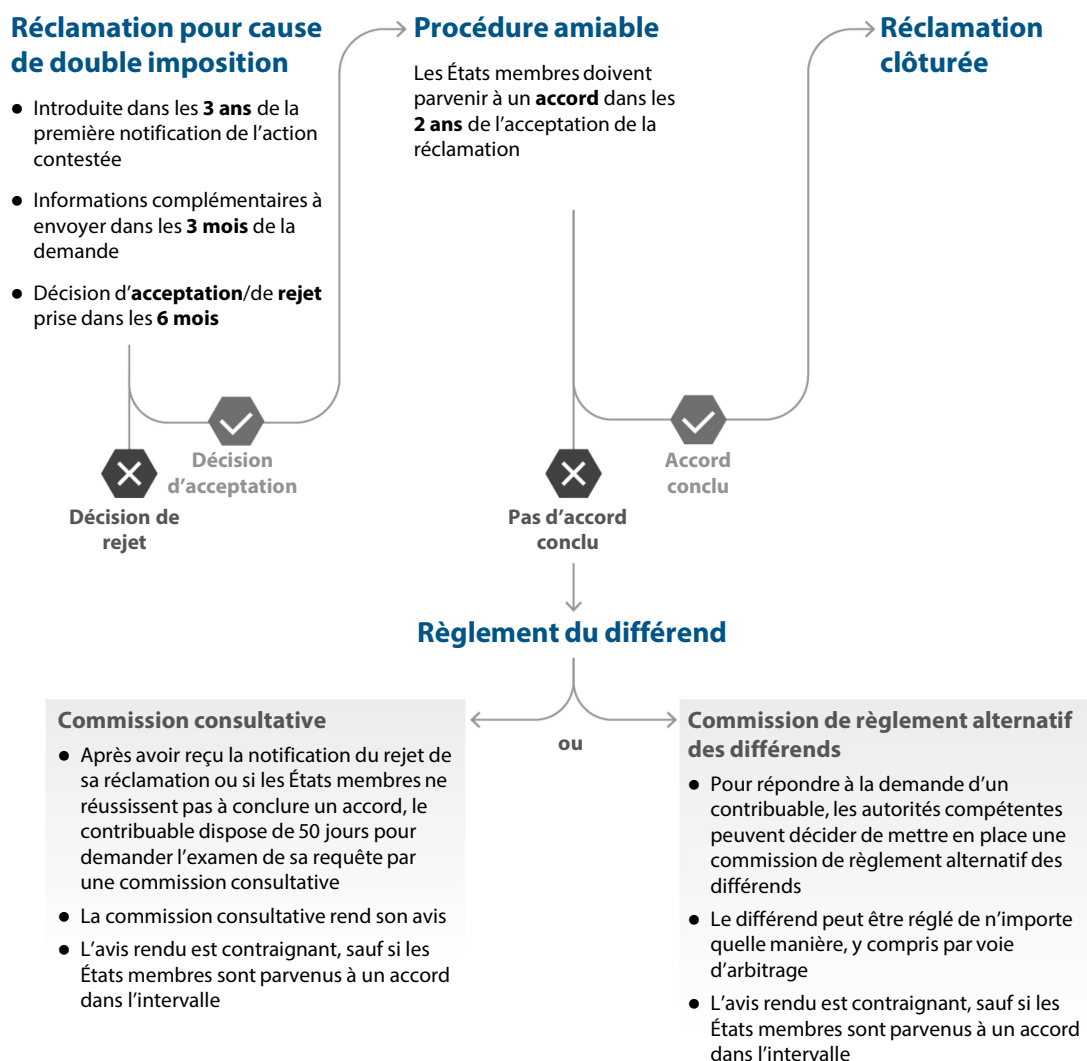 Réclamation pour cause
de double imposition
● Introduite dans les 3 ans de la
première notification de l’action
contestée
● Informations complémentaires à
envoyer dans les 3 mois de la
demande
● Décision d’acceptation/de rejet
prise dans les 6 mois
Décision
d’acceptation
Décision de
rejet
Procédure amiable
Les États membres doivent
parvenir à un accord dans les
2 ans de l’acceptation de la
réclamation
Accord
conclu
Pas d’accord
conclu
Réclamation
clôturée
Règlement du différend
ou
Commission consultative
● Après avoir reçu la notification du rejet de
sa réclamation ou si les États membres ne
réussissent pas à conclure un accord, le
contribuable dispose de 50 jours pour
demander l’examen de sa requête par
une commission consultative
● La commission consultative rend son avis
● L’avis rendu est contraignant, sauf si les
États membres sont parvenus à un accord
dans l’intervalle
Commission de règlement alternatif
des différends
● Pour répondre à la demande d’un
contribuable, les autorités compétentes
peuvent décider de mettre en place une
commission de règlement alternatif des
différends
● Le différend peut être réglé de n’importe
quelle manière, y compris par voie
d’arbitrage
● L’avis rendu est contraignant, sauf si les
États membres sont parvenus à un accord
dans l’intervalle